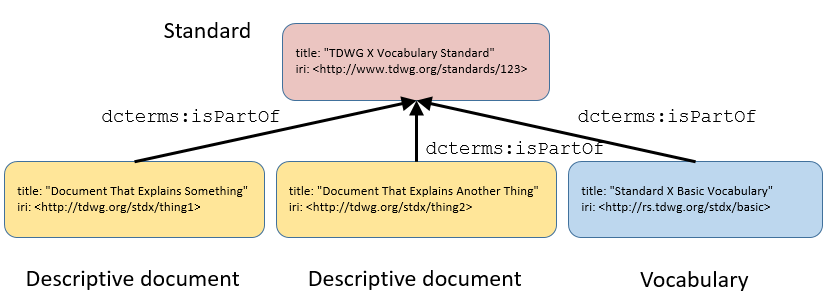 Standard
title: "TDWG X Vocabulary Standard"
iri: <http://www.tdwg.org/standards/123>
dcterms:isPartOf
dcterms:isPartOf
dcterms:isPartOf
title: "Document That Explains Something"
iri: <http://tdwg.org/stdx/thing1>
title: "Document That Explains Another Thing"
iri: <http://tdwg.org/stdx/thing2>
title: "Standard X Basic Vocabulary"
iri: <http://rs.tdwg.org/stdx/basic>
Descriptive document
Descriptive document
Vocabulary